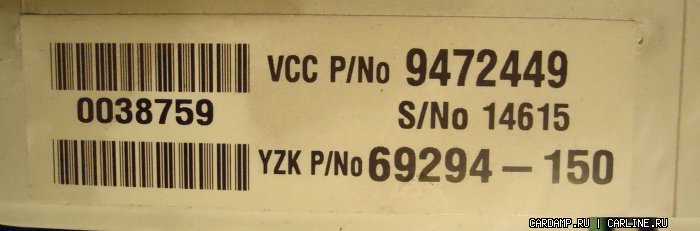 VCC P/No 9472449
0038759 S/No 14615
YZK P/No 69294-150
CARDAMP.RU | CARLINE.RU